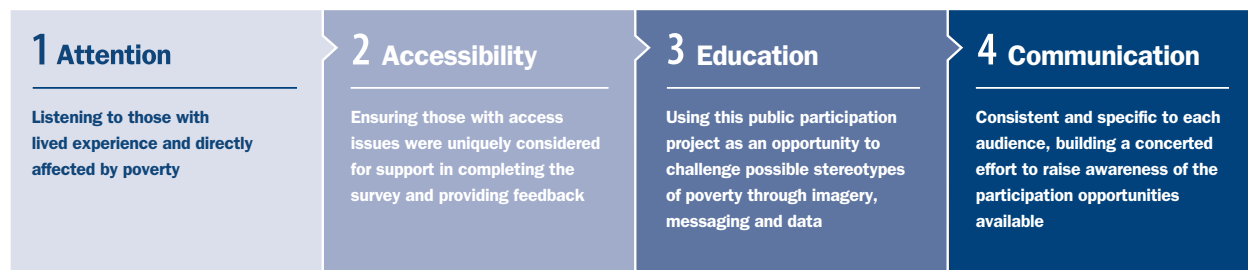 1 Attention
Listening to those with
lived experience and directly
affected by poverty
2 Accessibility
Ensuring those with access
issues were uniquely considered
for support in completing the
survey and providing feedback
3 Education
Using this public participation
project as an opportunity to
challenge possible stereotypes
of poverty through imagery,
messaging and data
4 Communication
Consistent and specific to each
audience, building a concerted
effort to raise awareness of the
participation opportunities
available